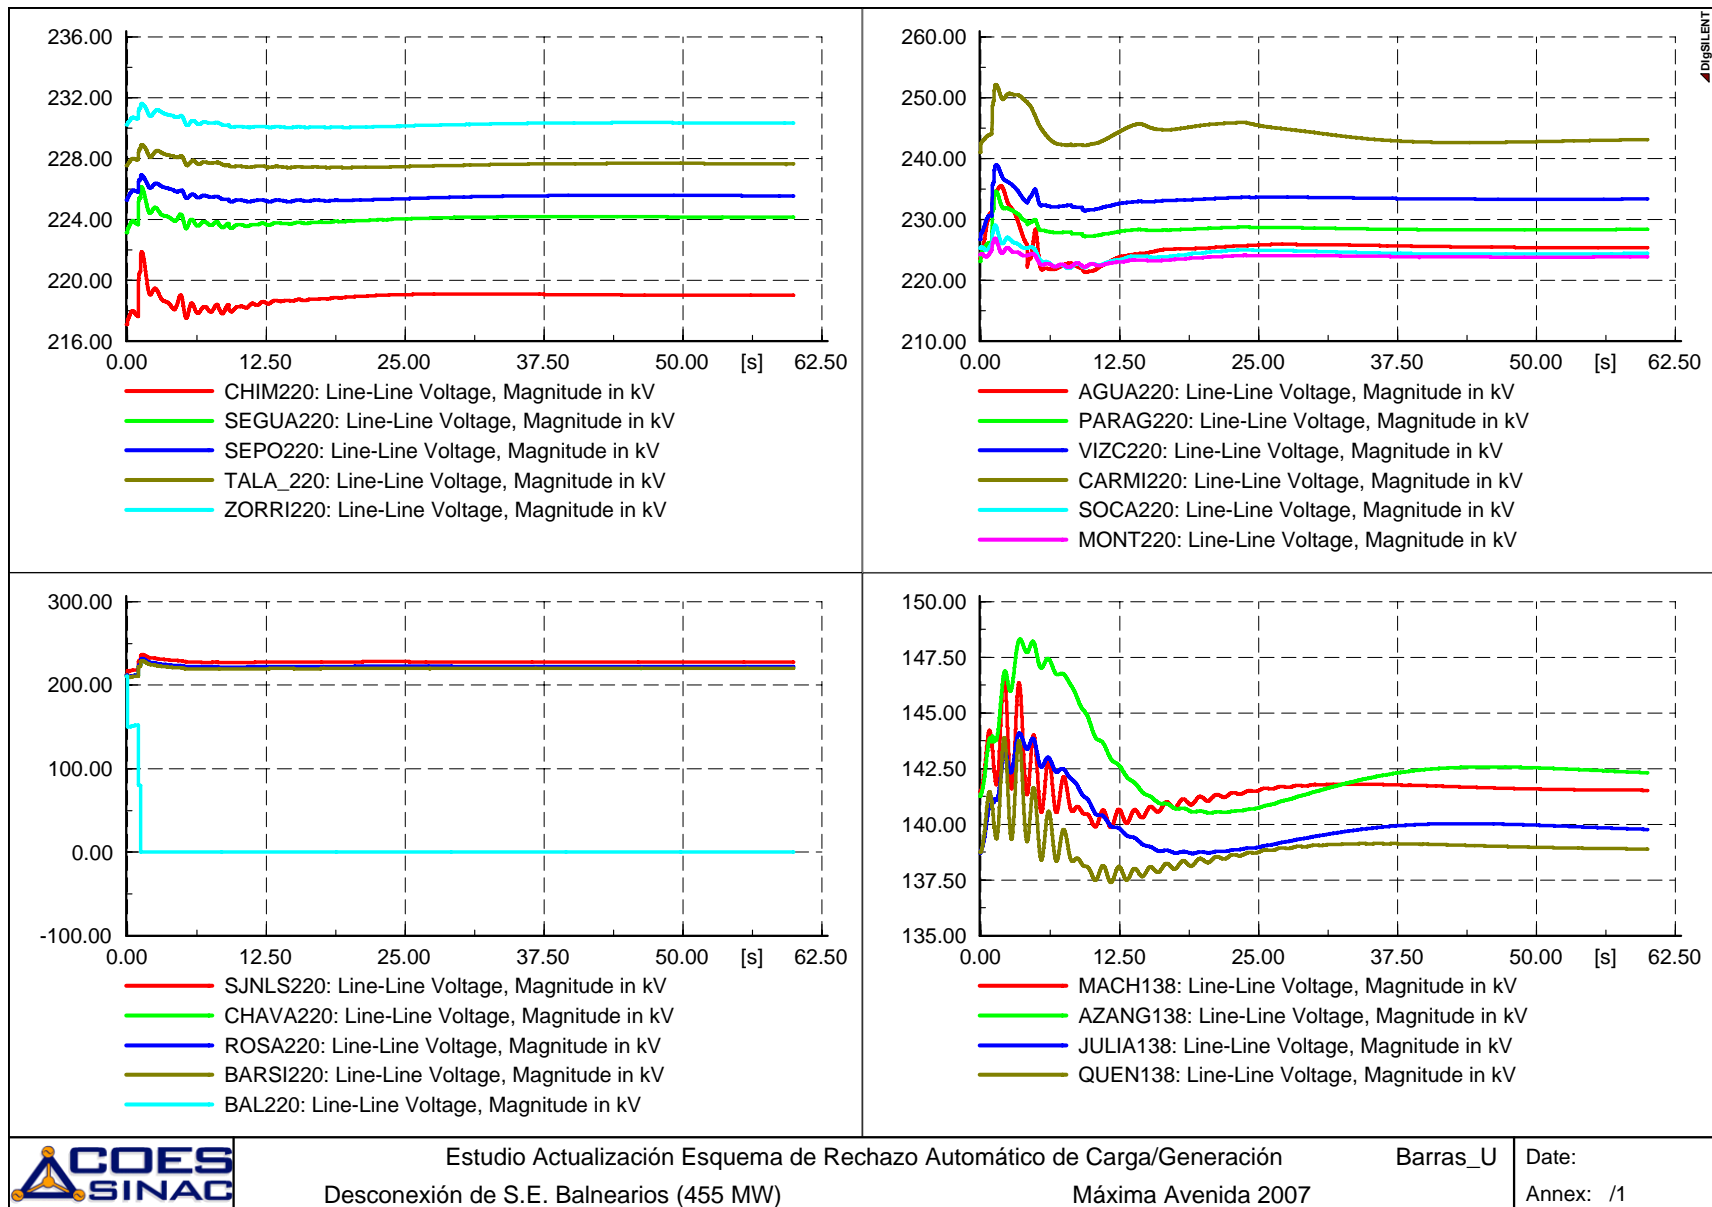 236.00
232.00
228.00
224.00
220.00
216.00
0.00 12.50 25.00 37.50 50.00 [s] 62.50
CHIM220: Line-Line Voltage, Magnitude in kV
SEGUA220: Line-Line Voltage, Magnitude in kV
SEPO220: Line-Line Voltage, Magnitude in kV
TALA_220: Line-Line Voltage, Magnitude in kV
ZORRI220: Line-Line Voltage, Magnitude in kV
260.00
250.00
240.00
230.00
220.00
210.00
0.00 12.50 25.00 37.50 50.00 [s] 62.50
AGUA220: Line-Line Voltage, Magnitude in kV
PARAG220: Line-Line Voltage, Magnitude in kV
VIZC220: Line-Line Voltage, Magnitude in kV
CARMI220: Line-Line Voltage, Magnitude in kV
SOCA220: Line-Line Voltage, Magnitude in kV
MONT220: Line-Line Voltage, Magnitude in kV
DIgSILENT
300.00
200.00
100.00
0.00
-100.00
0.00 12.50 25.00 37.50 50.00 [s] 62.50
SJNLS220: Line-Line Voltage, Magnitude in kV
CHAVA220: Line-Line Voltage, Magnitude in kV
ROSA220: Line-Line Voltage, Magnitude in kV
BARSI220: Line-Line Voltage, Magnitude in kV
BAL220: Line-Line Voltage, Magnitude in kV
150.00
147.50
145.00
142.50
140.00
137.50
135.00
0.00 12.50 25.00 37.50 50.00 [s] 62.50
MACH138: Line-Line Voltage, Magnitude in kV
AZANG138: Line-Line Voltage, Magnitude in kV
JULIA138: Line-Line Voltage, Magnitude in kV
QUEN138: Line-Line Voltage, Magnitude in kV
COES
SINAC
Estudio Actualización Esquema de Rechazo Automático de Carga/Generación Barras_U
Desconexión de S.E. Balnearios (455 MW) Máxima Avenida 2007
Date:
Annex: /1